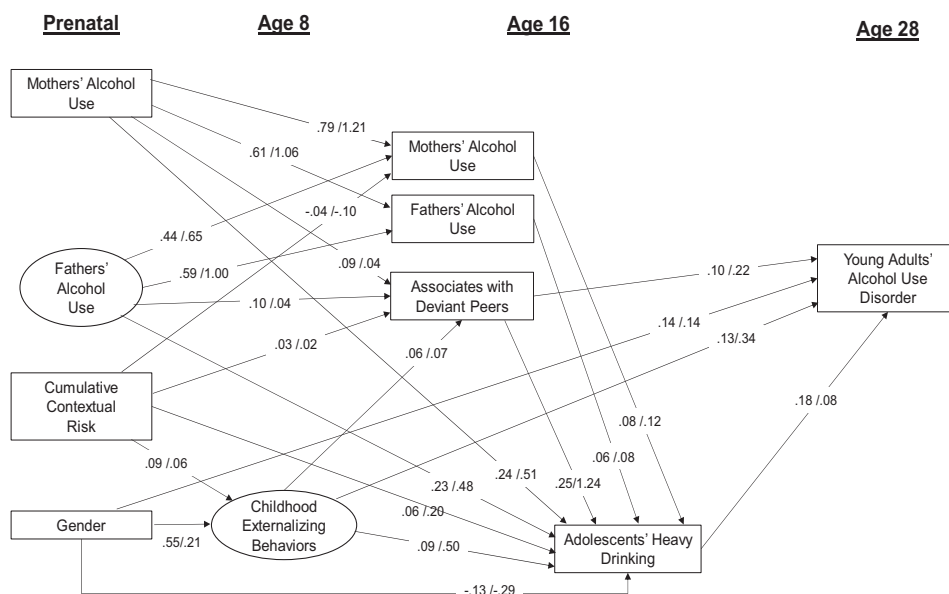 Prenatal
Age 8
Age 16
Age 28
Mothers’ Alcohol
Use
.79 /1.21
Mothers’ Alcohol
Use
.61 /1.06
-.04 /-.10
Fathers’ Alcohol
Use
.44 /.65
Fathers’
Alcohol
Use
.59 /1.00
.09 /.04
Associates with
Deviant Peers
.10 /.04
.10 /.22
Young Adults’
Alcohol Use
Disorder
.14 /.14
.13/.34
.03 /.02
.06 /.07
Cumulative
Contextual
Risk
.18 /.08
.08 /.12
.06 /.08
.09 /.06
.24 /.51
.25/1.24
.23 /.48
.06 /.20
Gender
.55/.21
Childhood
Externalizing
Behaviors
.09 /.50
Adolescents’ Heavy
Drinking
-.13 /-.29